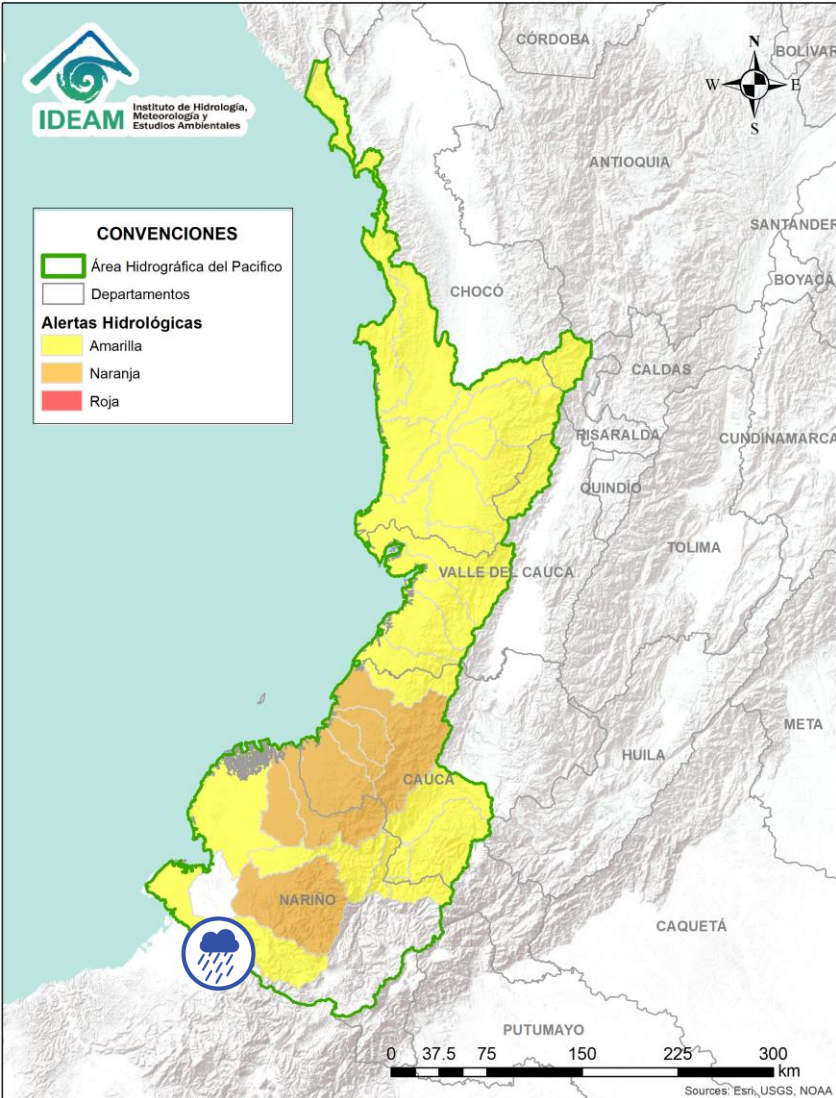 IDEAM
Instituto de Hidrología,
Meteorología y
Estudios Ambientales
N
W
E
S
CÓRDOBA
BOLÍVAR
ANTIOQUIA
SANTANDER
BOYACÁ
CONVENCIONES
Área Hidrográfica del Pacifico
Departamentos
Alertas Hidrológicas
Amarilla
Naranja
Roja
CHOCÓ
CALDAS
RISARALDA
CUNDINAMARCA
QUINDÍO
TOLIMA
VALLE DEL CAUCA
META
HUILA
CAUCA
NARIÑO
CAQUETÁ
PUTUMAYO
0 37.5 75 150 225 300
km
Sources: Esri, USGS, NOAA